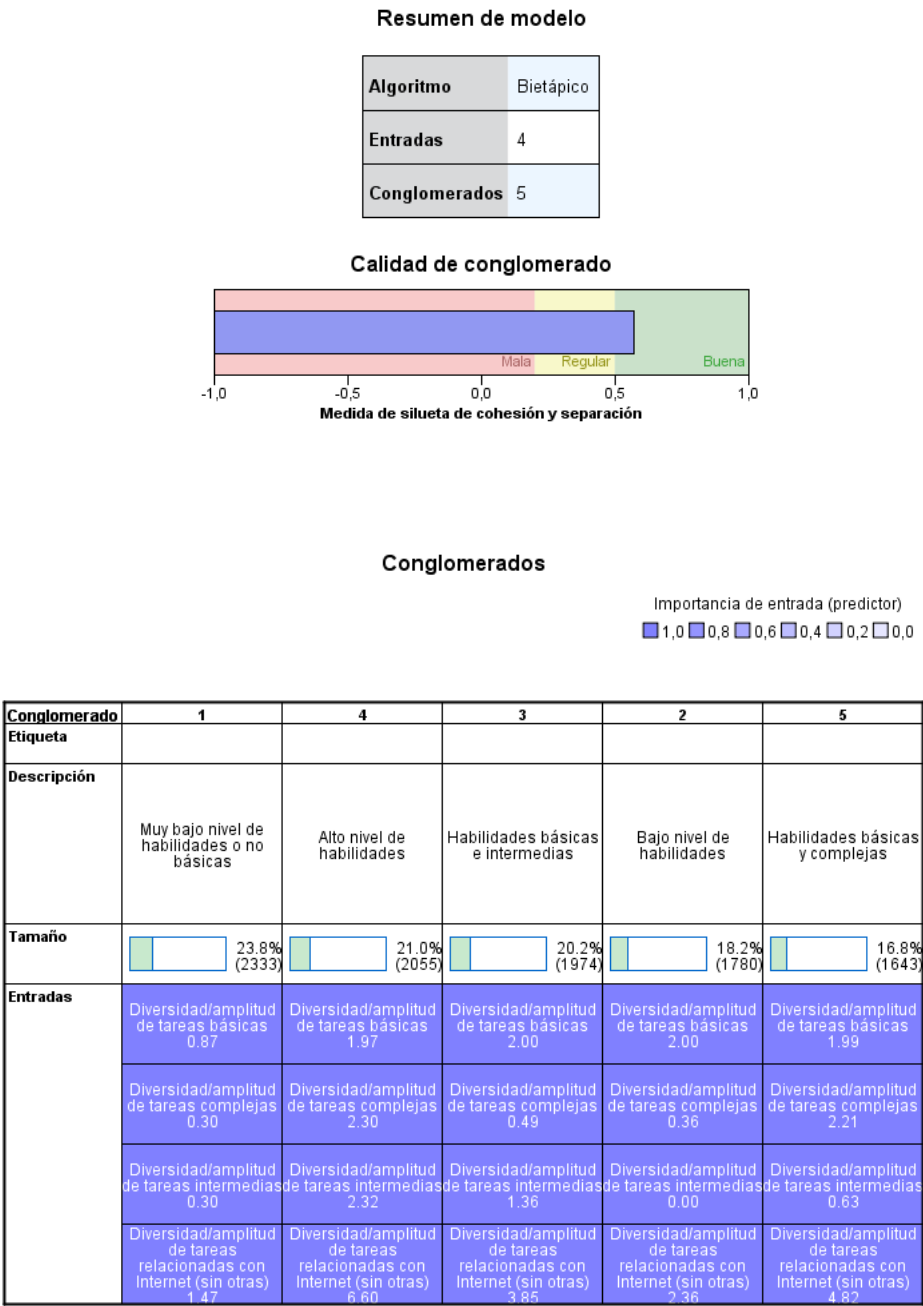 Resumen de modelo
Algoritmo Bietápico
Entradas 4
Conglomerados 5
Calidad de conglomerado
Mala Regular Buena
-1,0 -0,5 0,0 0,5 1,0
Medida de silueta de cohesión y separación
Conglomerados
Importancia de entrada (predictor)
1,0 0,8 0,6 0,4 0,2 0,0
Conglomerado 1 4 3 2 5
Etiqueta
Descripción
Muy bajo nivel de habilidades o no básicas
Alto nivel de habilidades
Habilidades básicas e intermedias
Bajo nivel de habilidades
Habilidades básicas y complejas
Tamaño
23.8% (2333)
21.0% (2055)
20.2% (1974)
18.2% (1780)
16.8% (1643)
Entradas
Diversidad/amplitud de tareas básicas 0.87
Diversidad/amplitud de tareas básicas 1.97
Diversidad/amplitud de tareas básicas 2.00
Diversidad/amplitud de tareas básicas 2.00
Diversidad/amplitud de tareas básicas 1.99
Diversidad/amplitud de tareas complejas 0.30
Diversidad/amplitud de tareas complejas 2.30
Diversidad/amplitud de tareas complejas 0.49
Diversidad/amplitud de tareas complejas 0.36
Diversidad/amplitud de tareas complejas 2.21
Diversidad/amplitud de tareas intermedias 0.30
Diversidad/amplitud de tareas intermedias 2.32
Diversidad/amplitud de tareas intermedias 1.36
Diversidad/amplitud de tareas intermedias 0.00
Diversidad/amplitud de tareas intermedias 0.63
Diversidad/amplitud de tareas relacionadas con Internet (sin otras) 1.47
Diversidad/amplitud de tareas relacionadas con Internet (sin otras) 6.60
Diversidad/amplitud de tareas relacionadas con Internet (sin otras) 3.85
Diversidad/amplitud de tareas relacionadas con Internet (sin otras) 2.36
Diversidad/amplitud de tareas relacionadas con Internet (sin otras) 4.82